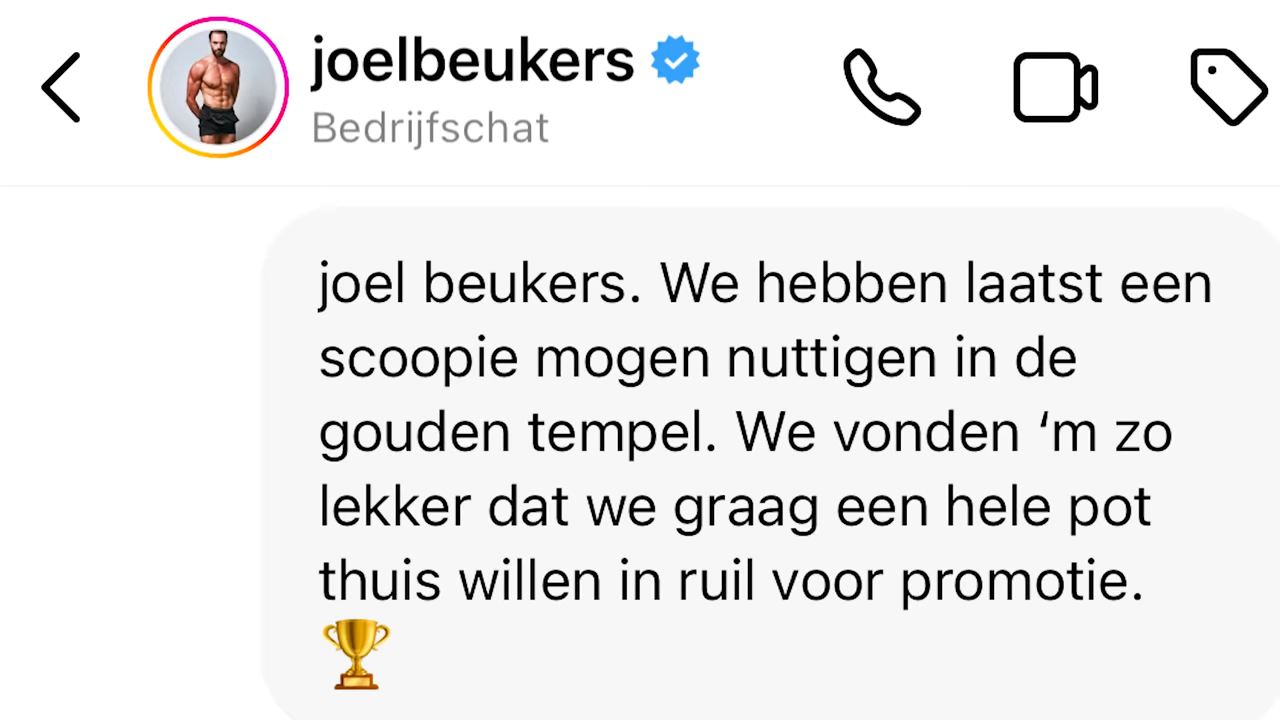 joelbeukers
Bedrijfschat
joel beukers. We hebben laatst een
scoopie mogen nuttigen in de
gouden tempel. We vonden ‘m zo
lekker dat we graag een hele pot
thuis willen in ruil voor promotie.
🏆